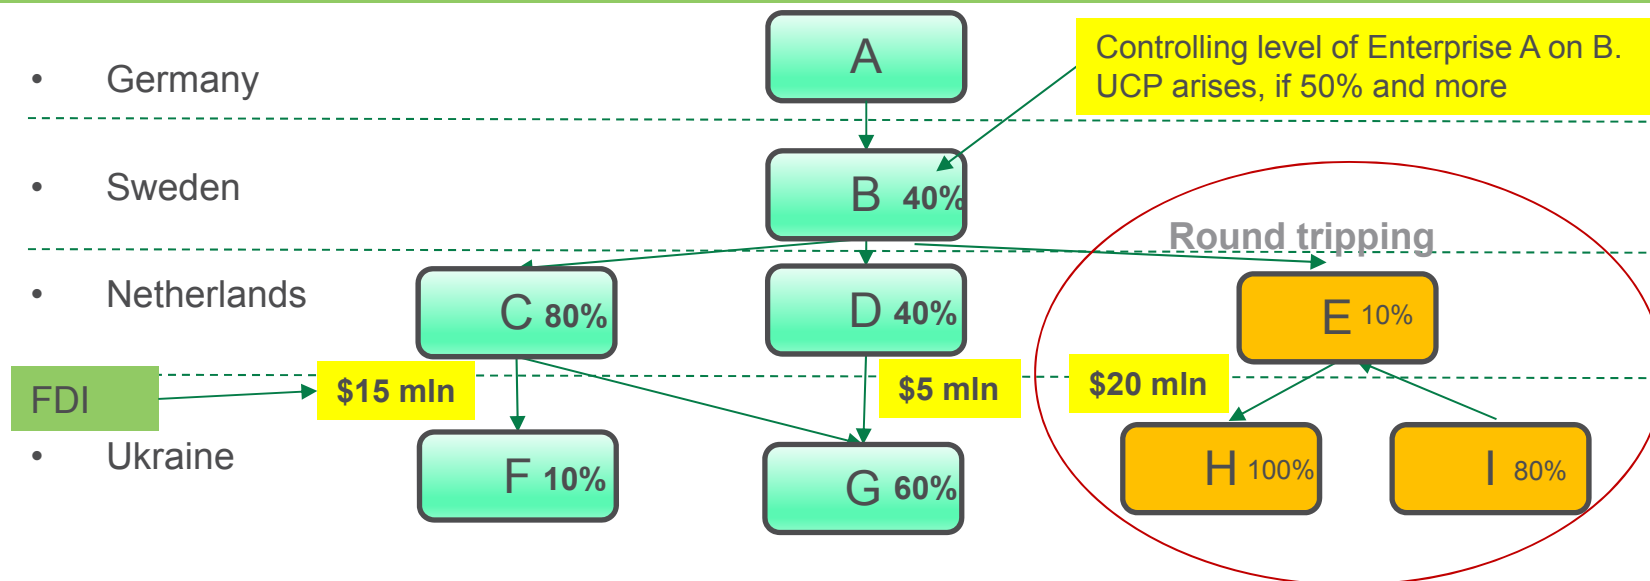 A
Controlling level of Enterprise A on B.
UCP arises, if 50% and more
• Germany
• Sweden
B 40%
Round tripping
• Netherlands
C 80%
D 40%
E 10%
FDI
$15 mln
$5 mln
$20 mln
• Ukraine
F 10%
G 60%
H 100%
I 80%